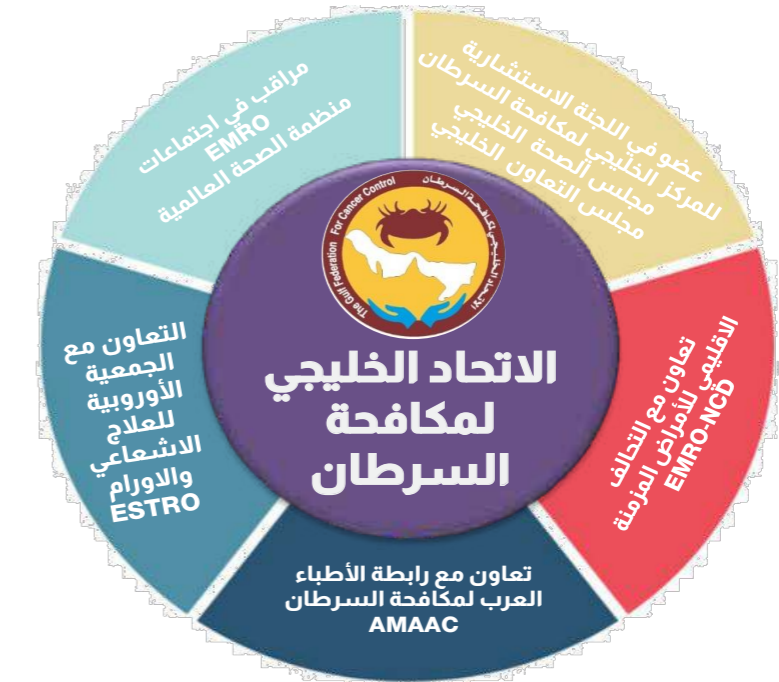 عضو في اللجنة الاستشارية
للمركز الخليجي لمكافحة السرطان
مجلس الصحة الخليجي
مجلس التعاون الخليجي
مراقب في اجتماعات
EMRO
منظمة الصحة العالمية
The Gulf Federation For Cancer Control
الاتحاد الخليجي لمكافحة السرطان
الاتحاد الخليجي
لمكافحة
السرطان
تعاون مع التحالف
الاقليمي للأمراض المزمنة
EMRO-NCD
التعاون مع
الجمعية
الأوروبية
للعلاج
الاشعاعي
والاورام
ESTRO
تعاون مع رابطة الأطباء
العرب لمكافحة السرطان
AMAAC